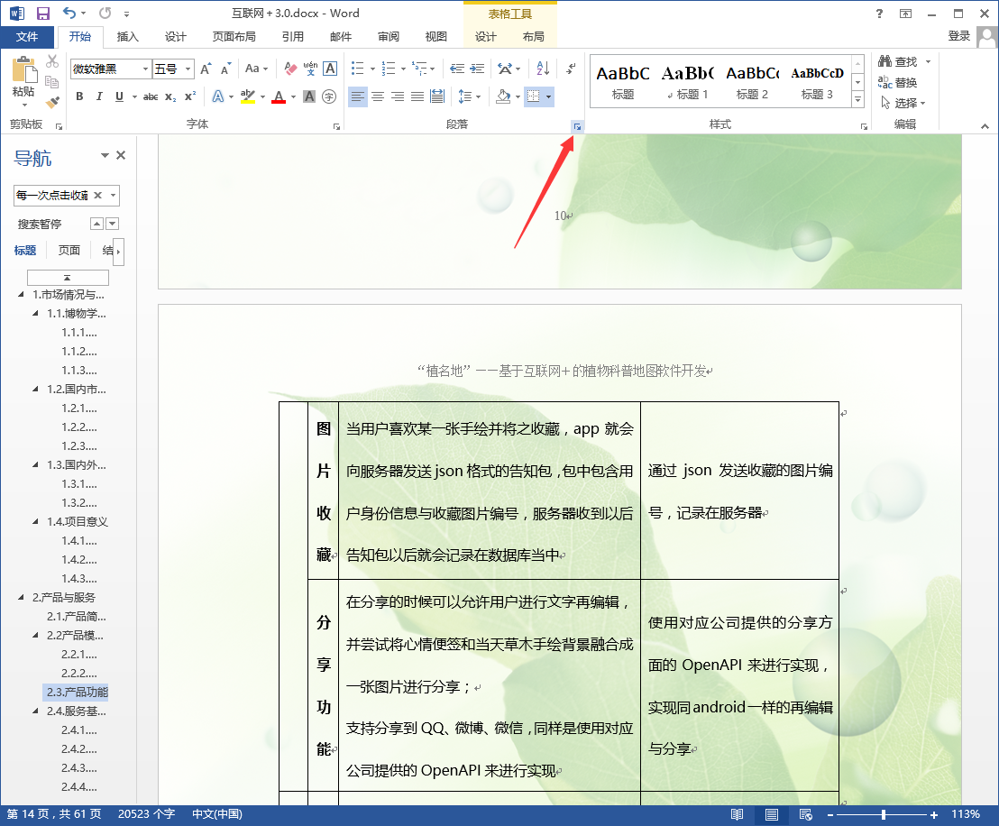 互联网＋3.0.docx - Word
表格工具
?
文件
开始
插入
设计
页面布局
引用
邮件
审阅
视图
设计
布局
登录
粘贴
微软雅黑
五号
A A Aa wén 文 A
B I U abc x₂ x² A aby A A 字
查找
替换
选择
AaBbC
AaBb(
AaBbC
AaBbCcD
标题
标题 1
标题 2
标题 3
剪贴板
字体
段落
样式
编辑
导航
每一次点击收藏
搜索暂停
标题
页面
结
1.市场情况与...
1.1.博物学...
1.1.1....
1.1.2....
1.1.3....
1.2.国内市...
1.2.1....
1.2.2....
1.2.3....
1.3.国内外...
1.3.1....
1.3.2....
1.4.项目意义
1.4.1....
1.4.2....
1.4.3....
2.产品与服务
2.1.产品简...
2.2产品模...
2.2.1....
2.2.2....
2.3.产品功能
2.4.服务基...
2.4.1....
2.4.2....
2.4.3....
2.4.4....
10
“植名地”－－基于互联网＋的植物科普地图软件开发
图
片
收
藏
当用户喜欢某一张手绘并将之收藏，app 就会
向服务器发送 json 格式的告知包，包中包含用
户身份信息与收藏图片编号，服务器收到以后
告知包以后就会记录在数据库当中
通过 json 发送收藏的图片编
号，记录在服务器
分
享
功
能
在分享的时候可以允许用户进行文字再编辑，
并尝试将心情便签和当天草木手绘背景融合成
一张图片进行分享；
支持分享到 QQ、微博、微信，同样是使用对应
公司提供的 OpenAPI 来进行实现
使用对应公司提供的分享方
面的 OpenAPI 来进行实现，
实现同 android 一样的再编辑
与分享
第 14 页，共 61 页
20523 个字
中文(中国)
113%